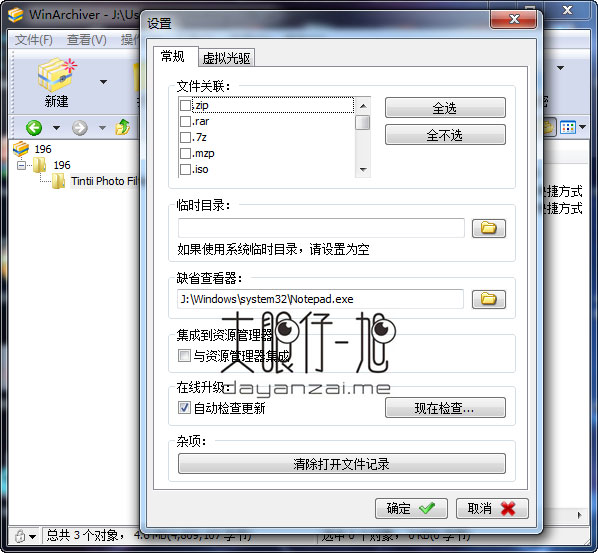 WinArchiver - J:\Us
文件(F) 查看(V) 操
新建
196
196
Tintii Photo Fil
设置
常规 虚拟光驱
文件关联:
.zip
.rar
.7z
.mzp
.iso
全选
全不选
临时目录:
如果使用系统临时目录，请设置为空
缺省查看器:
J:\Windows\system32\Notepad.exe
集成到资源管理器
与资源管理器集成
大眼仔~旭
dayanzai.me
在线升级:
自动检查更新
现在检查...
杂项:
清除打开文件记录
确定 取消
捷方式
捷方式
总共 3 个对象， 4.6 MB(4,809,107 字节)
选中 0 个对象， 0 KB(0 字节)